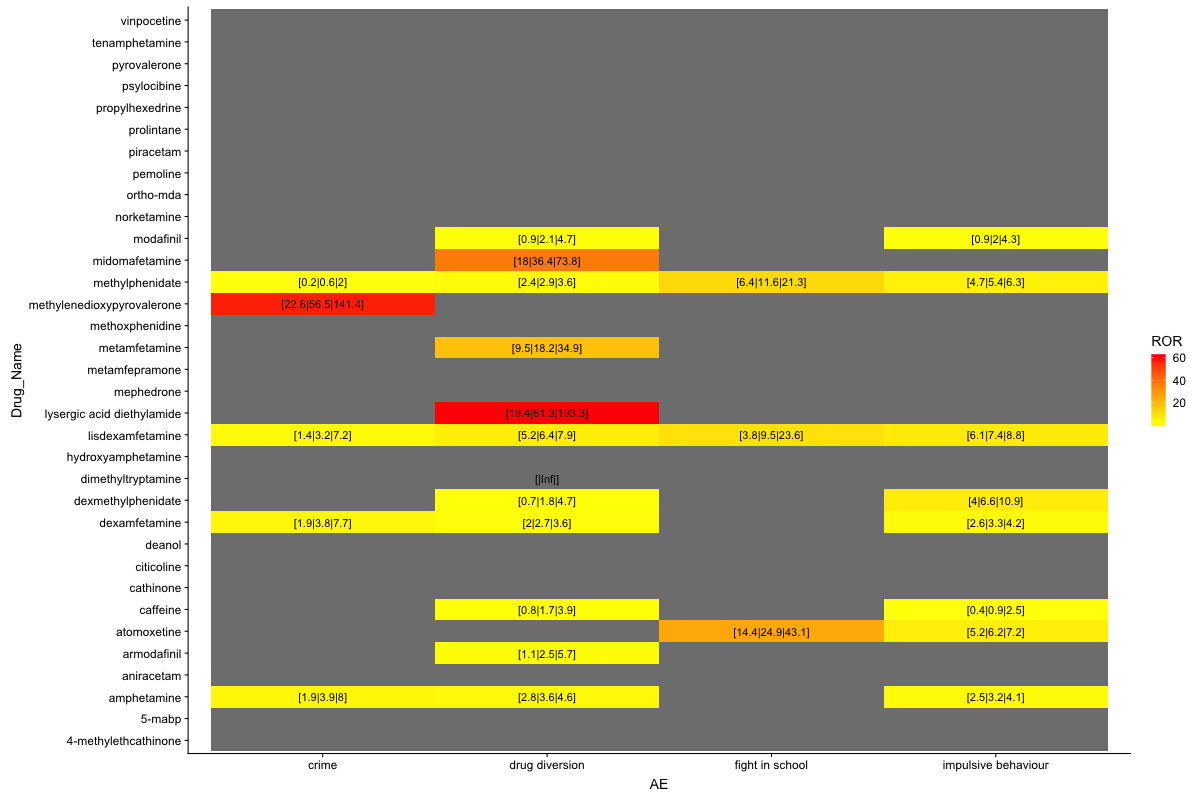 vinpocetine
tenamphetamine
pyrovalerone
psylocibine
propylhexedrine
prolintane
piracetam
pemoline
ortho-mda
norketamine
modafinil [0.9|2.1|4.7] [0.9|2|4.3]
midomafetamine [18|36.4|73.8]
methylphenidate [0.2|0.6|2] [2.4|2.9|3.6] [6.4|11.6|21.3] [4.7|5.4|6.3]
methylenedioxypyrovalerone [22.6|56.5|141.4]
methoxphenidine
metamfetamine [9.5|18.2|34.9]
metamfepramone
mephedrone
lysergic acid diethylamide [19.4|61.3|193.3]
lisdexamfetamine [1.4|3.2|7.2] [5.2|6.4|7.9] [3.8|9.5|23.6] [6.1|7.4|8.8]
hydroxyamphetamine
dimethyltryptamine [|Inf|]
dexmethylphenidate [0.7|1.8|4.7] [4|6.6|10.9]
dexamfetamine [1.9|3.8|7.7] [2|2.7|3.6] [2.6|3.3|4.2]
deanol
citicoline
cathinone
caffeine [0.8|1.7|3.9] [0.4|0.9|2.5]
atomoxetine [14.4|24.9|43.1] [5.2|6.2|7.2]
armodafinil [1.1|2.5|5.7]
aniracetam
amphetamine [1.9|3.9|8] [2.8|3.6|4.6] [2.5|3.2|4.1]
5-mabp
4-methylethcathinone
crime drug diversion fight in school impulsive behaviour
AE
Drug_Name
ROR
60
40
20